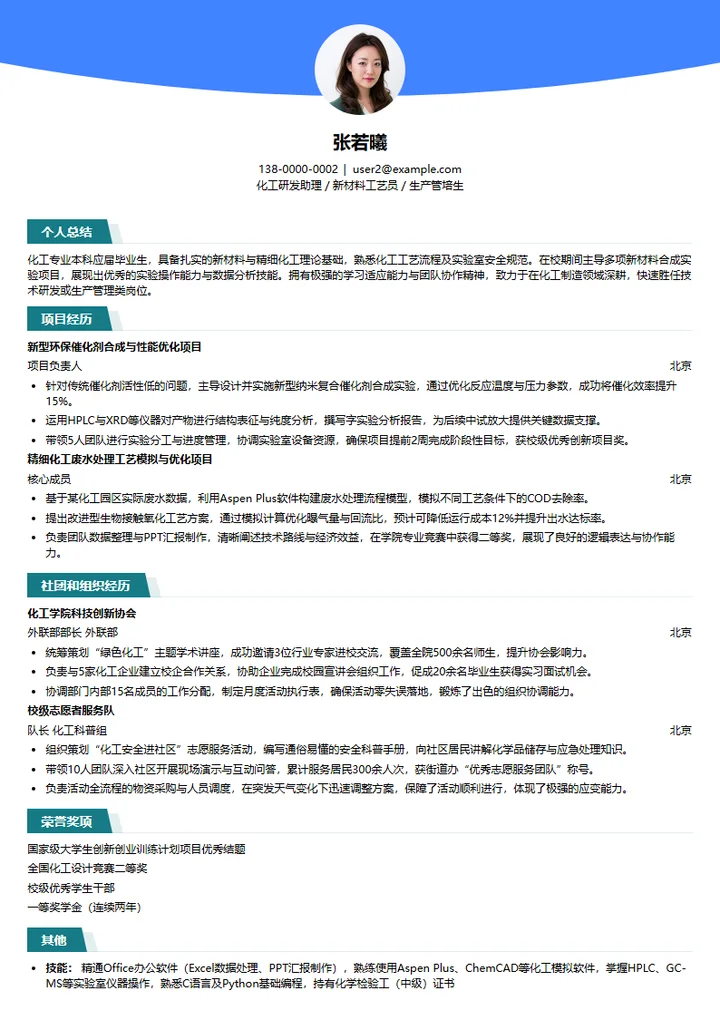 张若曦
138-0000-0002 | user2@example.com
化工研发助理 / 新材料工艺员 / 生产管培生
个人总结
化工专业本科应届毕业生，具备扎实的新材料与精细化工理论基础，熟悉化工工艺流程及实验室安全规范。在校期间主导多项新材料合成实
验项目，展现出优秀的实验操作能力与数据分析技能。拥有极强的学习适应能力与团队协作精神，致力于在化工制造领域深耕，快速胜任技
术研发或生产管理类岗位。
项目经历
新型环保催化剂合成与性能优化项目
项目负责人 北京
• 针对传统催化剂活性低的问题，主导设计并实施新型纳米复合催化剂合成实验，通过优化反应温度与压力参数，成功将催化效率提升
15%。
• 运用HPLC与XRD等仪器对产物进行结构表征与纯度分析，撰写字实验分析报告，为后续中试放大提供关键数据支撑。
• 带领5人团队进行实验分工与进度管理，协调实验室设备资源，确保项目提前2周完成阶段性目标，获校级优秀创新项目奖。
精细化工废水处理工艺模拟与优化项目
核心成员 北京
• 基于某化工园区实际废水数据，利用Aspen Plus软件构建废水处理流程模型，模拟不同工艺条件下的COD去除率。
• 提出改进型生物接触氧化工艺方案，通过模拟计算优化曝气量与回流比，预计可降低运行成本12%并提升出水达标率。
• 负责团队数据整理与PPT汇报制作，清晰阐述技术路线与经济效益，在学院专业竞赛中获得二等奖，展现了良好的逻辑表达与协作能
力。
社团和组织经历
化工学院科技创新协会
外联部部长 外联部 北京
• 统筹策划“绿色化工”主题学术讲座，成功邀请3位行业专家进校交流，覆盖全院500余名师生，提升协会影响力。
• 负责与5家化工企业建立校企合作关系，协助企业完成校园宣讲会组织工作，促成20余名毕业生获得实习面试机会。
• 协调部门内部15名成员的工作分配，制定月度活动执行表，确保活动零失误落地，锻炼了出色的组织协调能力。
校级志愿者服务队
队长 化工科普组 北京
• 组织策划“化工安全进社区”志愿服务活动，编写通俗易懂的安全科普手册，向社区居民讲解化学品储存与应急处理知识。
• 带领10人团队深入社区开展现场演示与互动问答，累计服务居民300余人次，获街道办“优秀志愿服务团队”称号。
• 负责活动全流程的物资采购与人员调度，在突发天气变化下迅速调整方案，保障了活动顺利进行，体现了极强的应变能力。
荣誉奖项
国家级大学生创新创业训练计划项目优秀结题
全国化工设计竞赛二等奖
校级优秀学生干部
一等奖学金（连续两年）
其他
• 技能： 精通Office办公软件（Excel数据处理、PPT汇报制作），熟练使用Aspen Plus、ChemCAD等化工模拟软件，掌握HPLC、GC-
MS等实验室仪器操作，熟悉C语言及Python基础编程，持有化学检验工（中级）证书